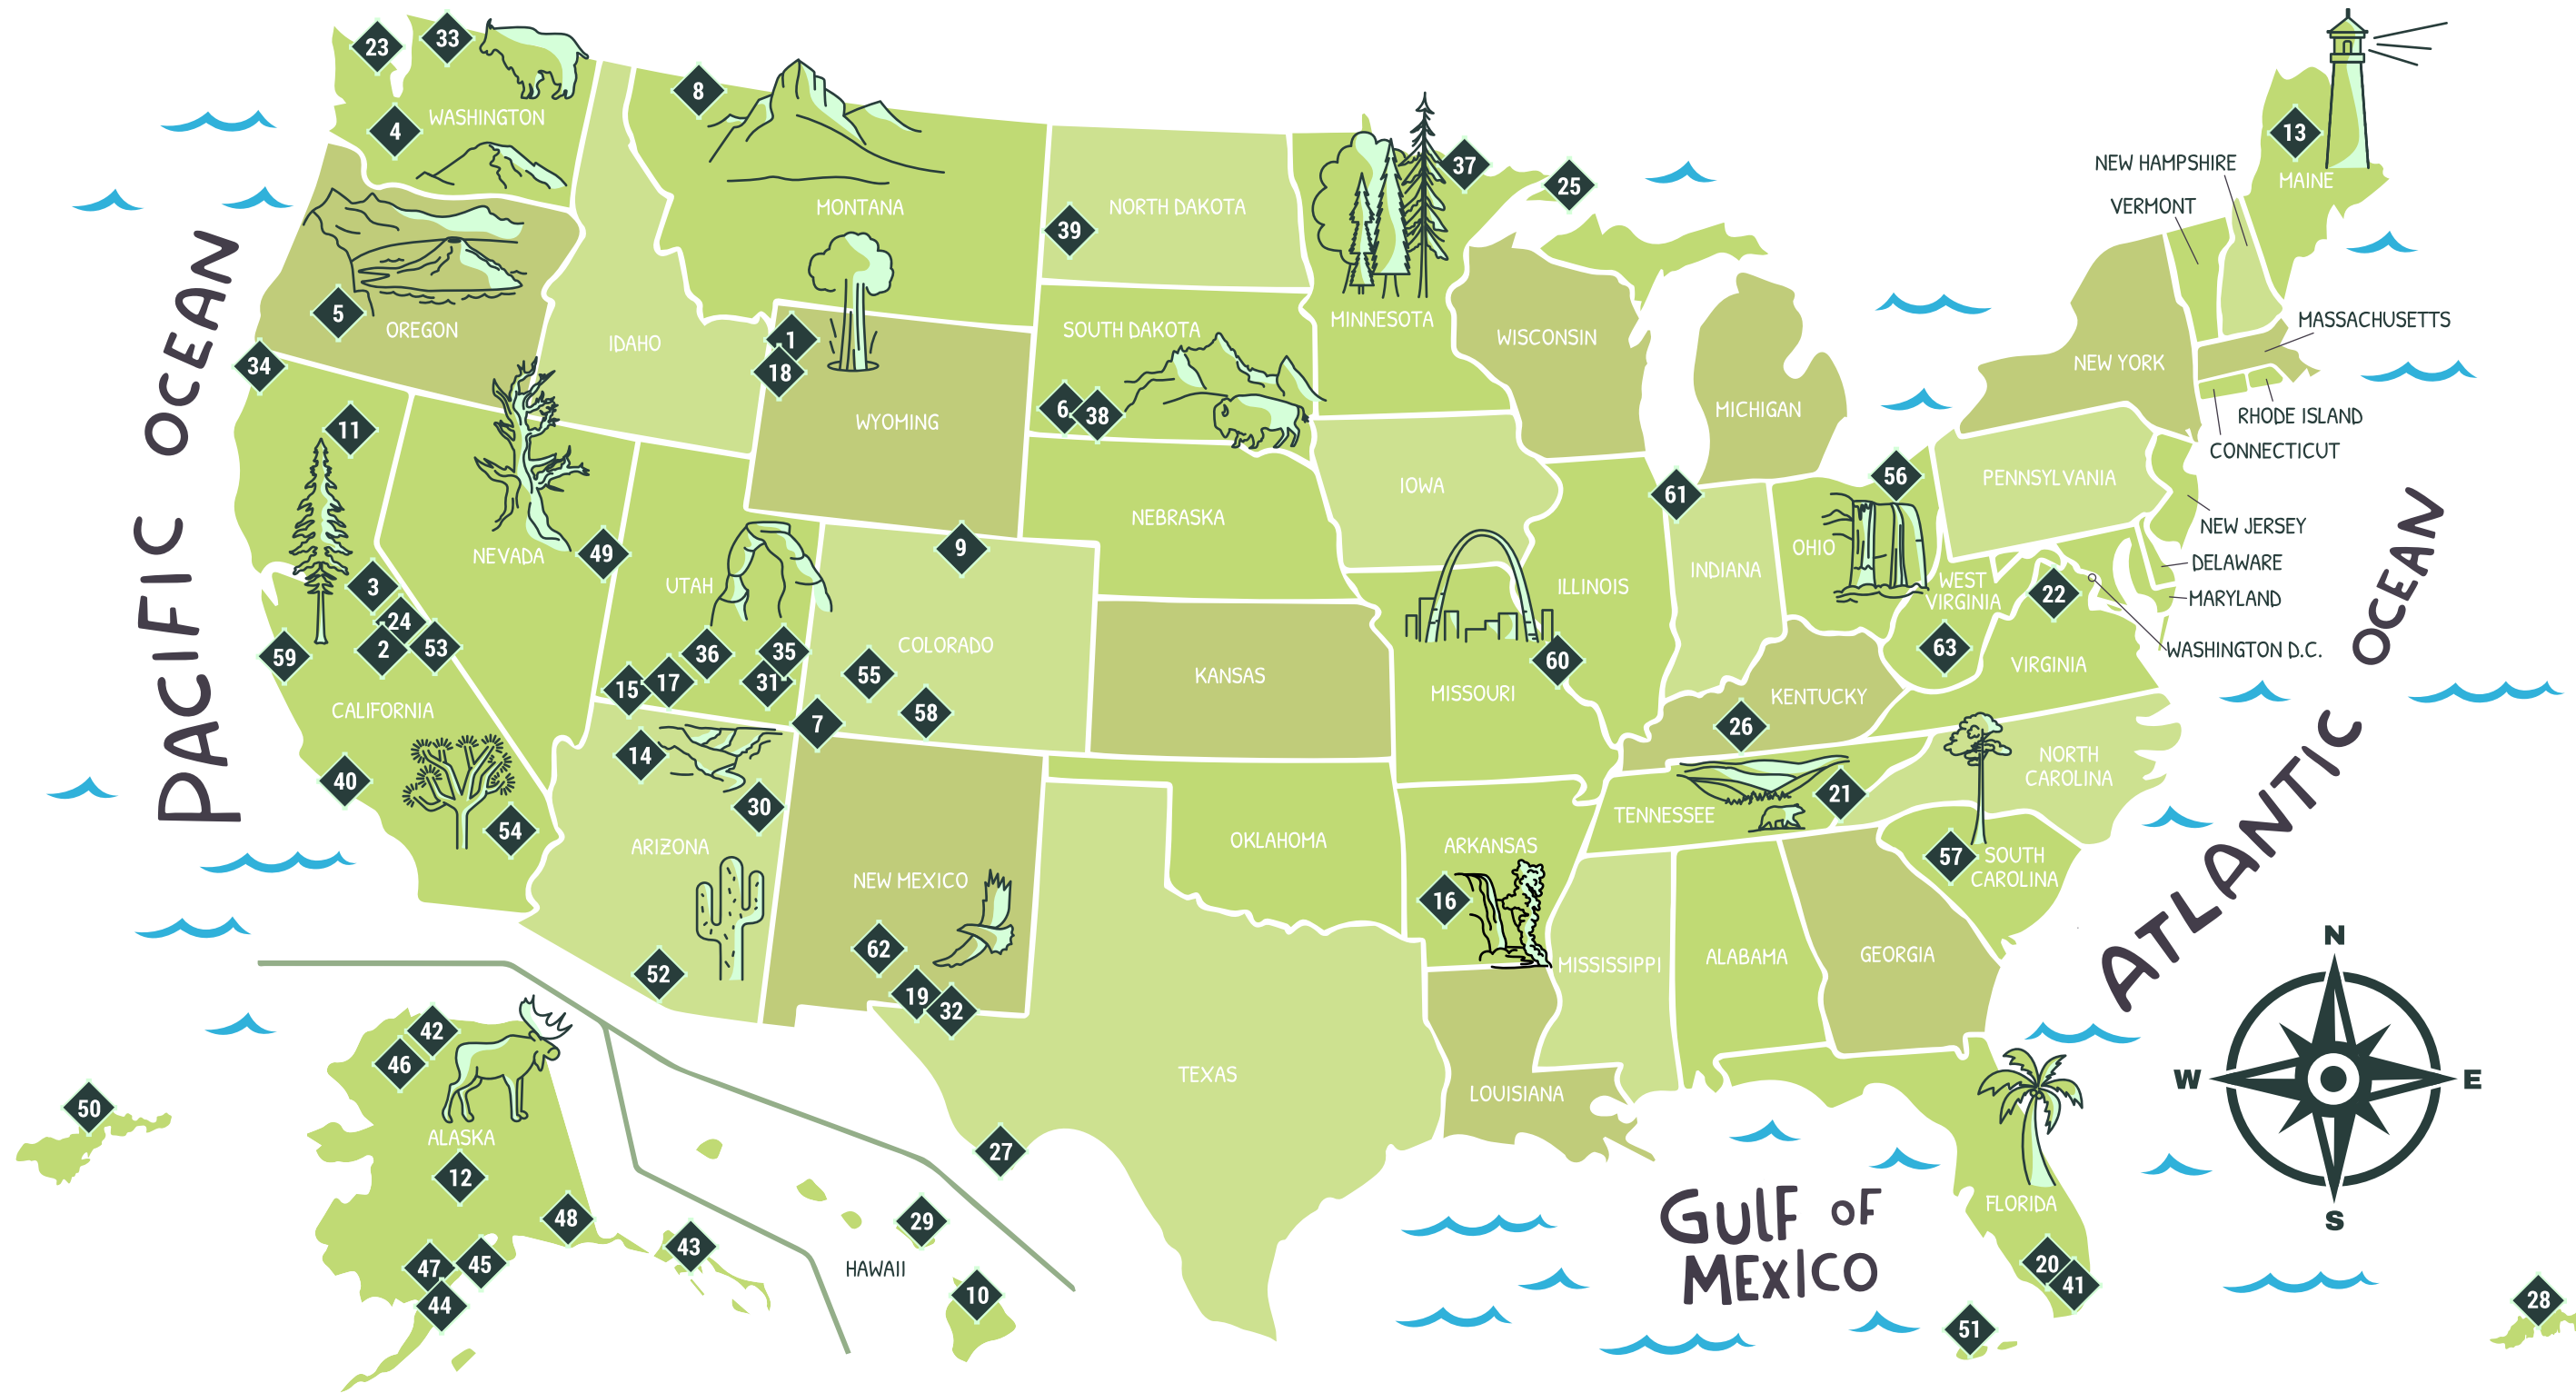 23
33
8
WASHINGTON
4
13
NEW HAMPSHIRE
37
25
MAINE
VERMONT
MONTANA
NORTH DAKOTA
39
5
OREGON
SOUTH DAKOTA
MINNESOTA
MASSACHUSETTS
IDAHO
1
WISCONSIN
34
18
NEW YORK
6
38
WYOMING
MICHIGAN
RHODE ISLAND
11
CONNECTICUT
56
PENNSYLVANIA
IOWA
61
NEBRASKA
NEW JERSEY
NEVADA
49
9
OHIO
DELAWARE
INDIANA
UTAH
ILLINOIS
3
WEST
VIRGINIA
22
MARYLAND
24
2
53
59
36
35
COLORADO
60
63
WASHINGTON D.C.
VIRGINIA
15
17
31
55
KANSAS
MISSOURI
KENTUCKY
CALIFORNIA
58
7
26
14
NORTH
CAROLINA
40
30
21
TENNESSEE
54
ARIZONA
OKLAHOMA
ARKANSAS
57
SOUTH
CAROLINA
NEW MEXICO
16
62
52
19
32
MISSISSIPPI
ALABAMA
GEORGIA
PACIFIC OCEAN
ATLANTIC OCEAN
N
W
E
S
42
46
50
ALASKA
12
48
43
47
45
44
TEXAS
LOUISIANA
27
29
HAWAII
10
FLORIDA
GULF OF
MEXICO
20
41
51
28